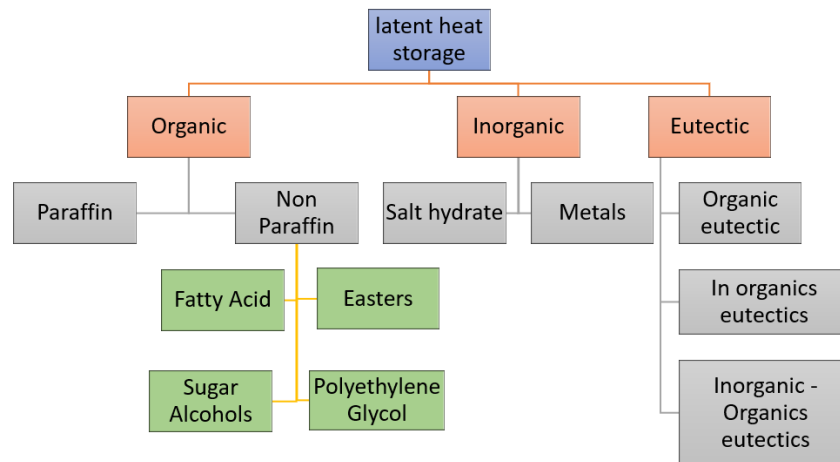 latent heat
storage
Organic
Inorganic
Eutectic
Paraffin
Non
Paraffin
Salt hydrate
Metals
Organic
eutectic
Fatty Acid
Easters
In organics
eutectics
Sugar
Alcohols
Polyethylene
Glycol
Inorganic -
Organics
eutectics